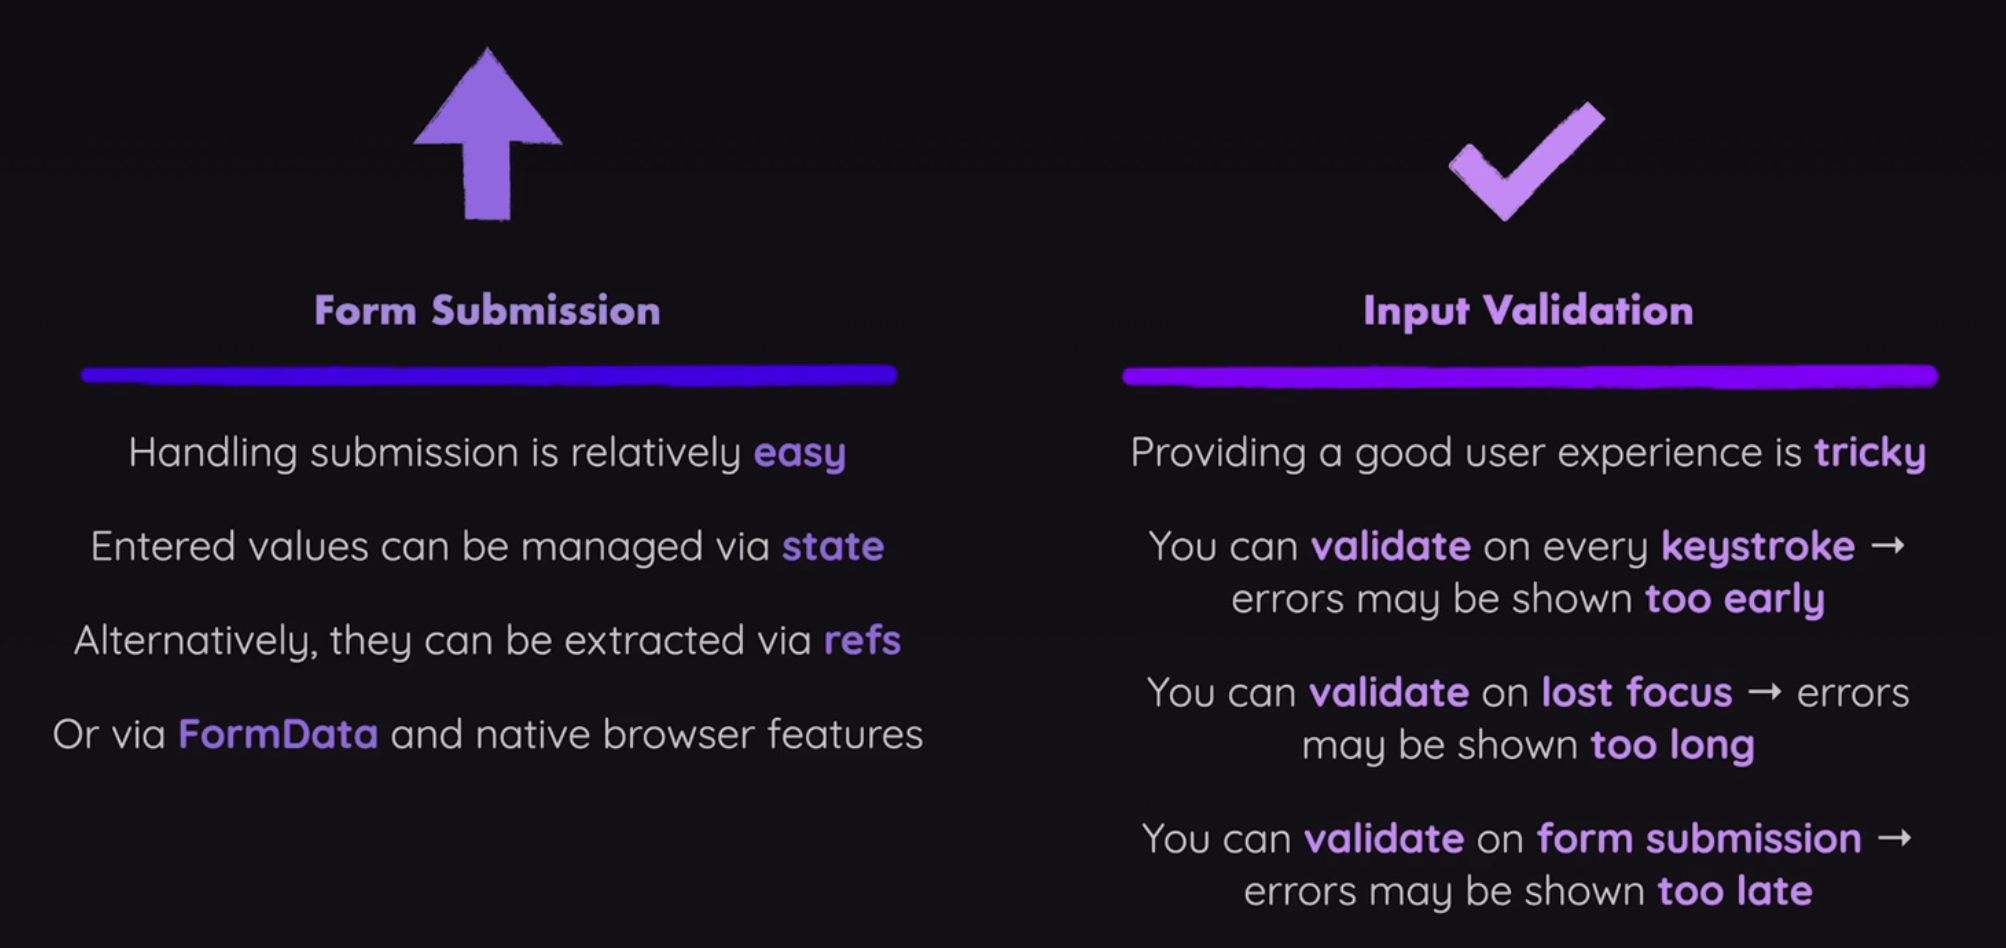 Form Submission
Handling submission is relatively easy
Entered values can be managed via state
Alternatively, they can be extracted via refs
Or via FormData and native browser features
Input Validation
Providing a good user experience is tricky
You can validate on every keystroke →
errors may be shown too early
You can validate on lost focus → errors
may be shown too long
You can validate on form submission →
errors may be shown too late